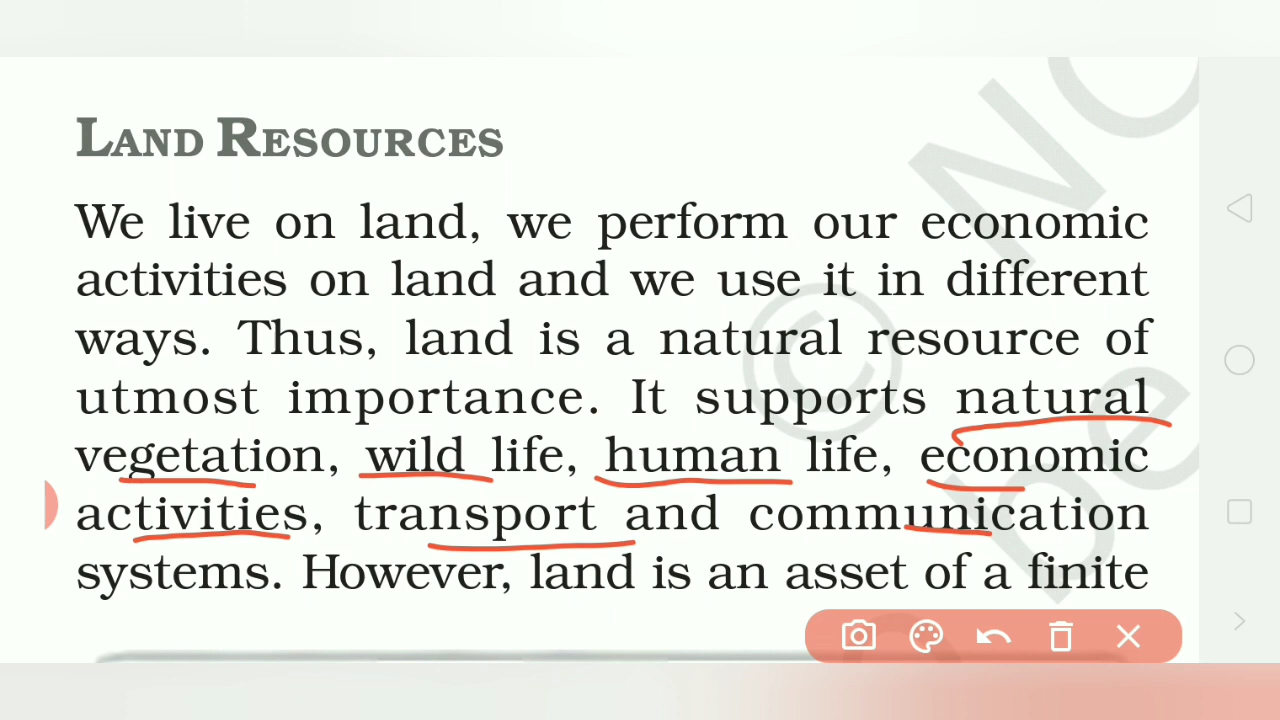 LAND RESOURCES
We live on land, we perform our economic
activities on land and we use it in different
ways. Thus, land is a natural resource of
utmost importance. It supports natural
vegetation, wild life, human life, economic
activities, transport and communication
systems. However, land is an asset of a finite
© NC
be